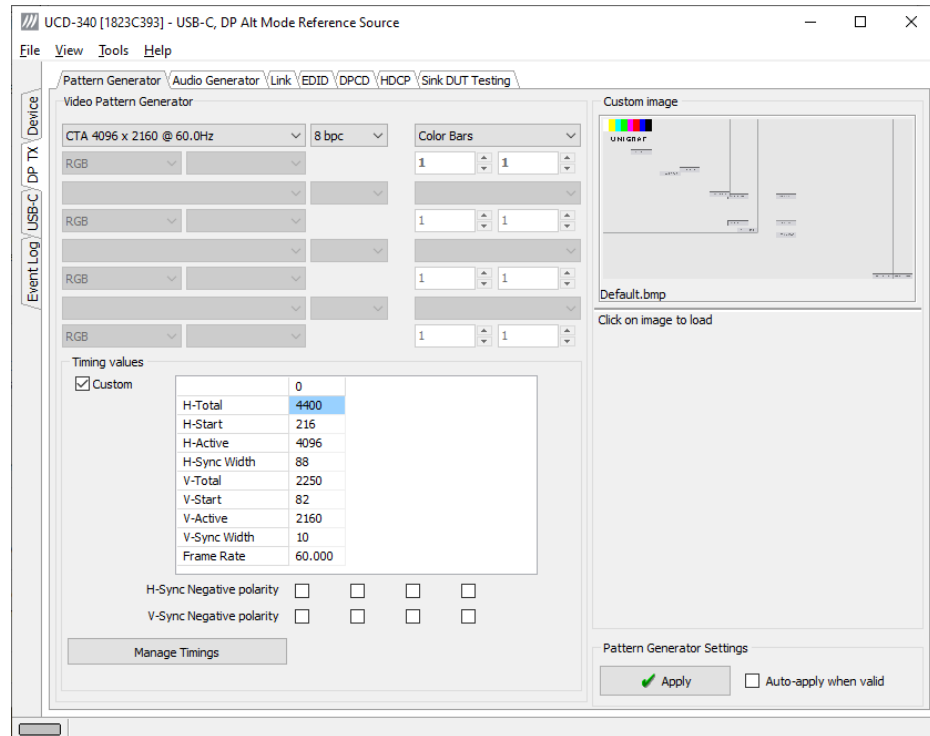 UCD-340 [1823C393] - USB-C, DP Alt Mode Reference Source
File View Tools Help
Device
DP TX
USB-C
Event Log
Pattern Generator Audio Generator Link EDID DPCD HDCP Sink DUT Testing
Video Pattern Generator
CTA 4096 x 2160 @ 60.0Hz 8 bpc Color Bars
RGB 1 1
RGB 1 1
RGB 1 1
RGB 1 1
Timing values
Custom
0
H-Total 4400
H-Start 216
H-Active 4096
H-Sync Width 88
V-Total 2250
V-Start 82
V-Active 2160
V-Sync Width 10
Frame Rate 60.000
H-Sync Negative polarity
V-Sync Negative polarity
Manage Timings
Custom image
UNIGRAF
Default.bmp
Click on image to load
Pattern Generator Settings
Apply Auto-apply when valid